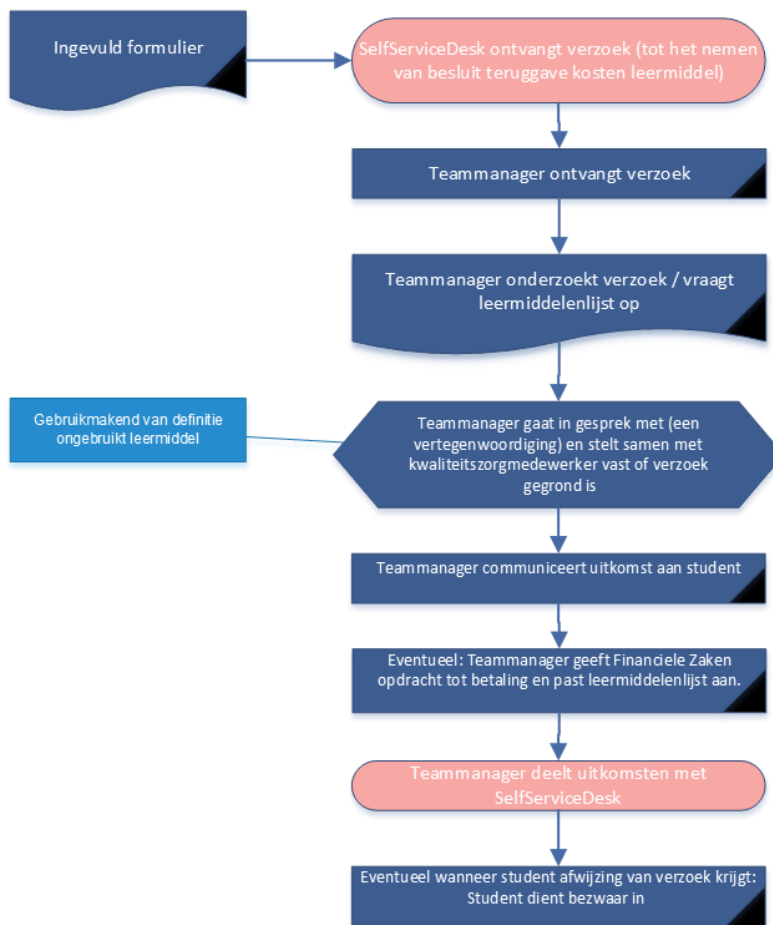 Ingevuld formulier
SelfServiceDesk ontvangt verzoek (tot het nemen
van besluit teruggave kosten leermiddel)
Teammanager ontvangt verzoek
Teammanager onderzoekt verzoek / vraagt
leermiddelenlijst op
Gebruikmakend van definitie
ongebruikt leermiddel
Teammanager gaat in gesprek met (een
vertegenwoordiging) en stelt samen met
kwaliteitszorgmedewerker vast of verzoek
gegrond is
Teammanager communiceert uitkomst aan student
Eventueel: Teammanager geeft Financiele Zaken
opdracht tot betaling en past leermiddelenlijst aan.
Teammanager deelt uitkomsten met
SelfServiceDesk
Eventueel wanneer student afwijzing van verzoek krijgt:
Student dient bezwaar in